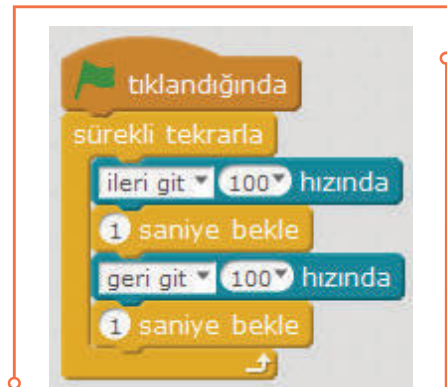 tıklandığında
sürekli tekrarla
ileri git 100 hızında
1 saniye bekle
geri git 100 hızında
1 saniye bekle